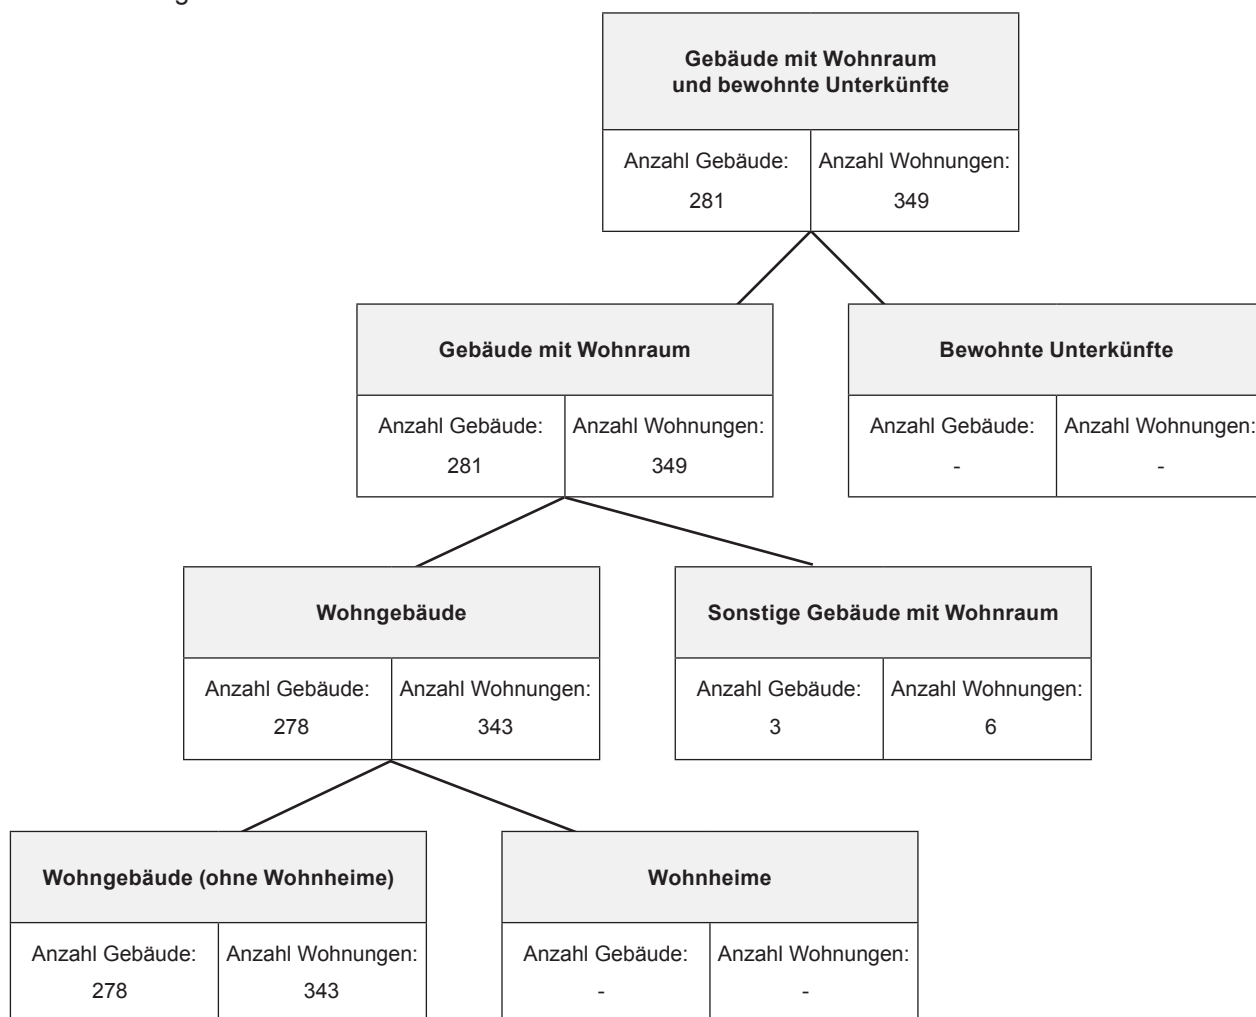 Gebäude mit Wohnraum
und bewohnte Unterkünfte
Anzahl Gebäude: Anzahl Wohnungen:
281 349
Gebäude mit Wohnraum
Bewohnte Unterkünfte
Anzahl Gebäude: Anzahl Wohnungen:
281 349
Anzahl Gebäude: Anzahl Wohnungen:
- -
Wohngebäude
Sonstige Gebäude mit Wohnraum
Anzahl Gebäude: Anzahl Wohnungen:
278 343
Anzahl Gebäude: Anzahl Wohnungen:
3 6
Wohngebäude (ohne Wohnheime)
Wohnheime
Anzahl Gebäude: Anzahl Wohnungen:
278 343
Anzahl Gebäude: Anzahl Wohnungen:
- -